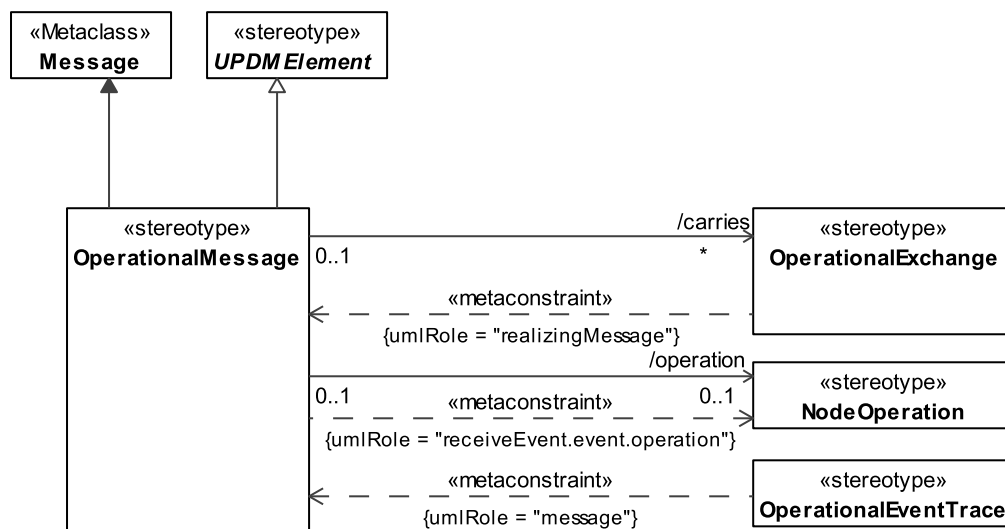 «Metaclass»
Message
«stereotype»
UPDMElement
«stereotype»
OperationalMessage
/carries
0..1
*
«stereotype»
OperationalExchange
«metaconstraint»
{umlRole = "realizingMessage"}
/operation
0..1
0..1
«metaconstraint»
{umlRole = "receiveEvent.event.operation"}
«stereotype»
NodeOperation
«metaconstraint»
{umlRole = "message"}
«stereotype»
OperationalEventTrace